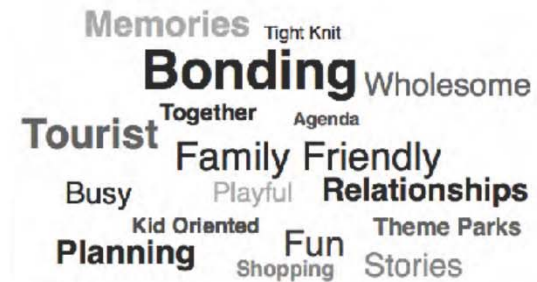 Memories Tight Knit
Bonding Wholesome
Together Agenda
Tourist
Family Friendly
Busy Playful Relationships
Kid Oriented Theme Parks
Planning Fun
Shopping Stories